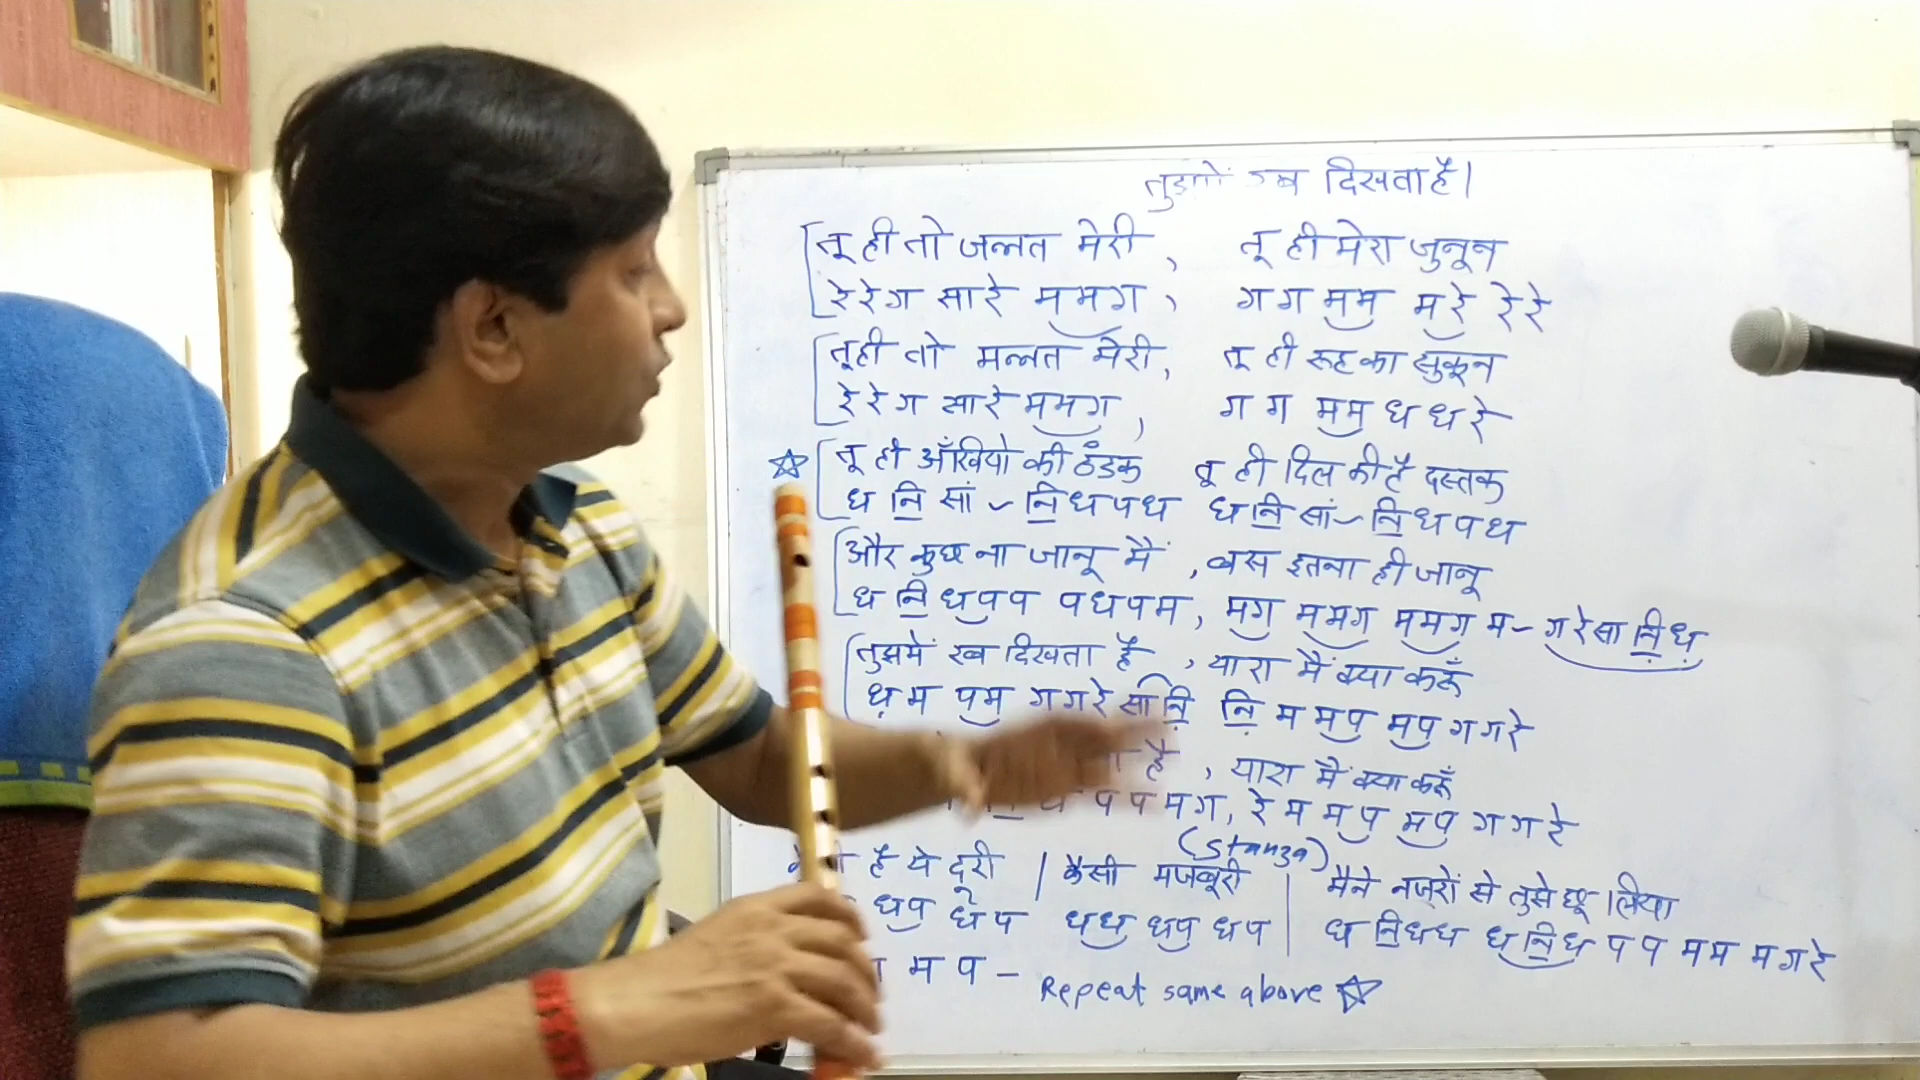 तुझमें रब दिखता है।
तू ही तो जन्नत मेरी, तू ही मेरा जुनून
रे रे ग सा रे म म ग, ग ग म म म रे रे रे
तू ही तो मन्नत मेरी, तू ही रूह का सुकून
रे रे ग सा रे म म ग, ग ग म म ध ध रे
☆ तू ही अँखियो की ठंडक तू ही दिल की है दस्तक
ध नि॒ सां ~ नि॒ ध प ध ध नि॒ सां ~ नि॒ ध प ध
और कुछ ना जानू मैं, बस इतना ही जानू
ध नि॒ ध प प प ध प म, म ग म म ग म म ग म - ग रे सा नि़॒ ध़
तुझमें रब दिखता है, यारा मैं क्या करूँ
ध़ म प म ग ग रे सा नि़॒ नि़॒ म म प म प ग ग रे
है, यारा मैं क्या करूँ
प प म ग, रे म म प म प ग ग रे
(Stanza)
है ये दूरी | कैसी मजबूरी | मैने नज़रों से तुझे छू लिया
ध प ध प ध ध ध प ध प | ध नि॒ ध ध ध नि॒ ध प प म म म ग रे
म प - Repeat same above ☆